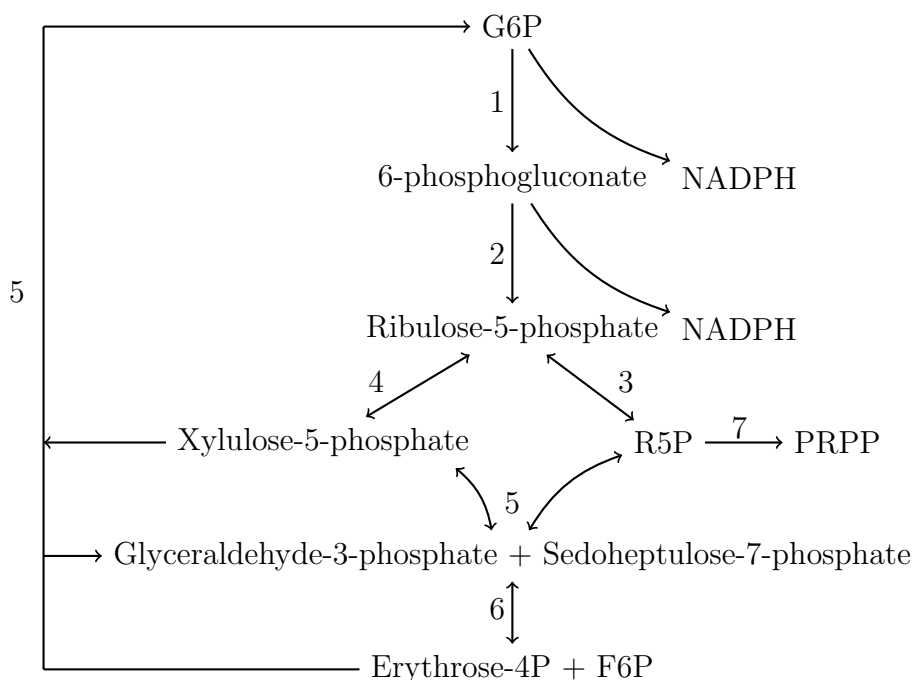 G6P
1
6-phosphogluconate NADPH
2
5
Ribulose-5-phosphate NADPH
4 3
Xylulose-5-phosphate R5P 7 PRPP
5
Glyceraldehyde-3-phosphate + Sedoheptulose-7-phosphate
6
Erythrose-4P + F6P